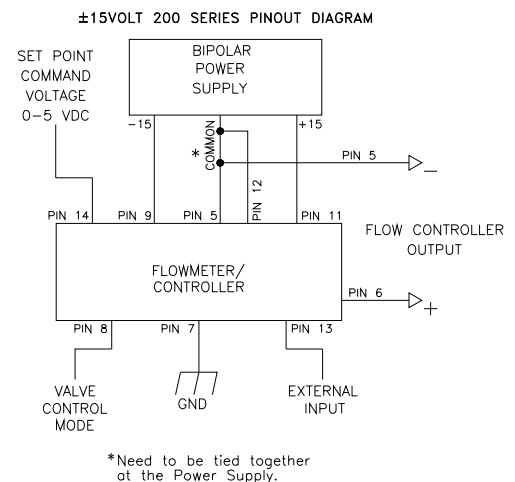 ±15VOLT 200 SERIES PINOUT DIAGRAM
SET POINT
COMMAND
VOLTAGE
0-5 VDC
BIPOLAR
POWER
SUPPLY
-15
COMMON
*
+15
PIN 5
−
PIN 12
PIN 14
PIN 9
PIN 5
PIN 11
FLOW CONTROLLER
OUTPUT
FLOWMETER/
CONTROLLER
PIN 6
+
PIN 8
PIN 7
PIN 13
VALVE
CONTROL
MODE
GND
EXTERNAL
INPUT
*Need to be tied together
at the Power Supply.